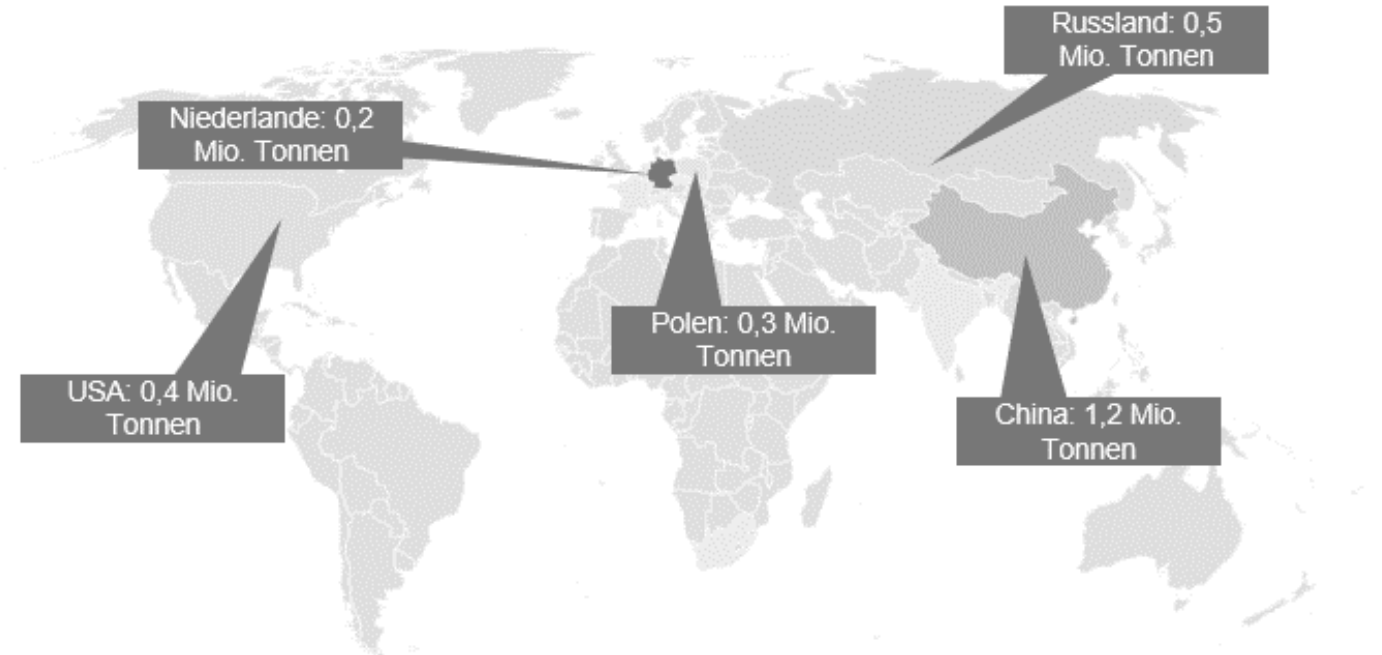 Russland: 0,5
Mio. Tonnen
Niederlande: 0,2
Mio. Tonnen
Polen: 0,3 Mio.
Tonnen
USA: 0,4 Mio.
Tonnen
China: 1,2 Mio.
Tonnen